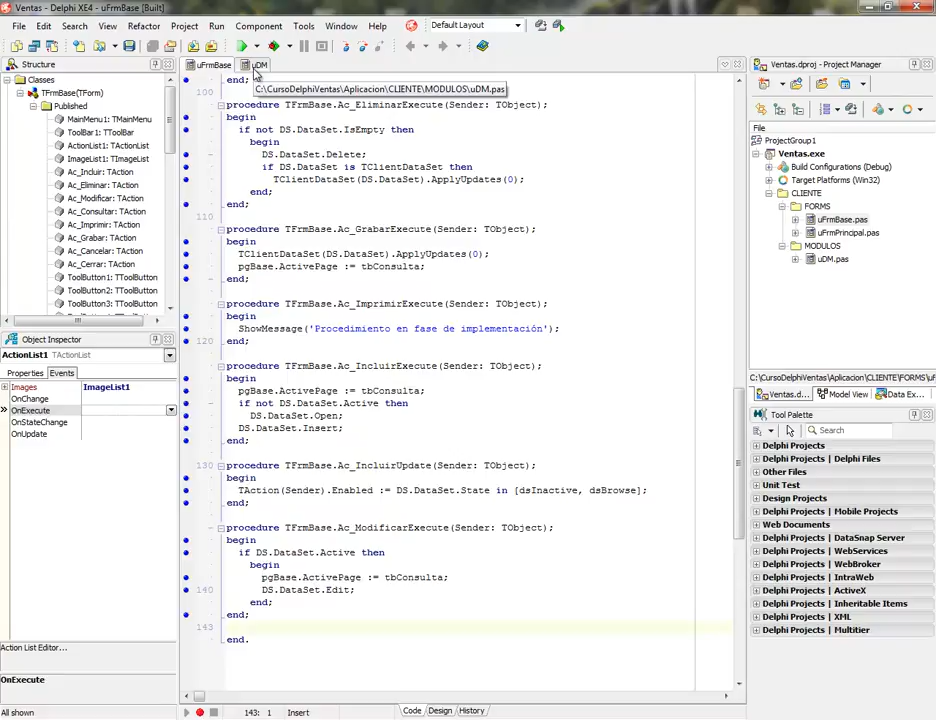 Ventas - Delphi XE4 - uFrmBase [Built]
File Edit Search View Refactor Project Run Component Tools Window Help Default Layout
Structure
Classes
TFrmBase(TForm)
Published
MainMenu1: TMainMenu
ToolBar1: TToolBar
ActionList1: TActionList
ImageList1: TImageList
Ac_Incluir: TAction
Ac_Eliminar: TAction
Ac_Modificar: TAction
Ac_Consultar: TAction
Ac_Imprimir: TAction
Ac_Grabar: TAction
Ac_Cancelar: TAction
Ac_Cerrar: TAction
ToolButton1: TToolButton
ToolButton2: TToolButton
ToolButton3: TToolButton
Object Inspector
ActionList1 TActionList
Properties Events
Images ImageList1
OnChange
OnExecute
OnStateChange
OnUpdate
Action List Editor...
OnExecute
All shown
uFrmBase uDM
C:\CursoDelphiVentas\Aplicacion\CLIENTE\MODULOS\uDM.pas
end;
100
procedure TFrmBase.Ac_EliminarExecute(Sender: TObject);
begin
if not DS.DataSet.IsEmpty then
begin
DS.DataSet.Delete;
if DS.DataSet is TClientDataSet then
TClientDataSet(DS.DataSet).ApplyUpdates(0);
end;
end;
110
procedure TFrmBase.Ac_GrabarExecute(Sender: TObject);
begin
TClientDataSet(DS.DataSet).ApplyUpdates(0);
pgBase.ActivePage := tbConsulta;
end;
procedure TFrmBase.Ac_ImprimirExecute(Sender: TObject);
begin
ShowMessage('Procedimiento en fase de implementación');
120 end;
procedure TFrmBase.Ac_IncluirExecute(Sender: TObject);
begin
pgBase.ActivePage := tbConsulta;
if not DS.DataSet.Active then
DS.DataSet.Open;
DS.DataSet.Insert;
end;
130 procedure TFrmBase.Ac_IncluirUpdate(Sender: TObject);
begin
TAction(Sender).Enabled := DS.DataSet.State in [dsInactive, dsBrowse];
end;
procedure TFrmBase.Ac_ModificarExecute(Sender: TObject);
begin
if DS.DataSet.Active then
begin
pgBase.ActivePage := tbConsulta;
140 DS.DataSet.Edit;
end;
end;
143
end.
143: 1 Insert Code Design History
Ventas.dproj - Project Manager
File
ProjectGroup1
Ventas.exe
Build Configurations (Debug)
Target Platforms (Win32)
CLIENTE
FORMS
uFrmBase.pas
uFrmPrincipal.pas
MODULOS
uDM.pas
C:\CursoDelphiVentas\Aplicacion\CLIENTE\FORMS\uF
Ventas.d... Model View Data Ex...
Tool Palette
Search
Delphi Projects
Delphi Projects | Delphi Files
Other Files
Unit Test
Design Projects
Delphi Projects | Mobile Projects
Web Documents
Delphi Projects | DataSnap Server
Delphi Projects | WebServices
Delphi Projects | WebBroker
Delphi Projects | IntraWeb
Delphi Projects | ActiveX
Delphi Projects | Inheritable Items
Delphi Projects | XML
Delphi Projects | Multitier